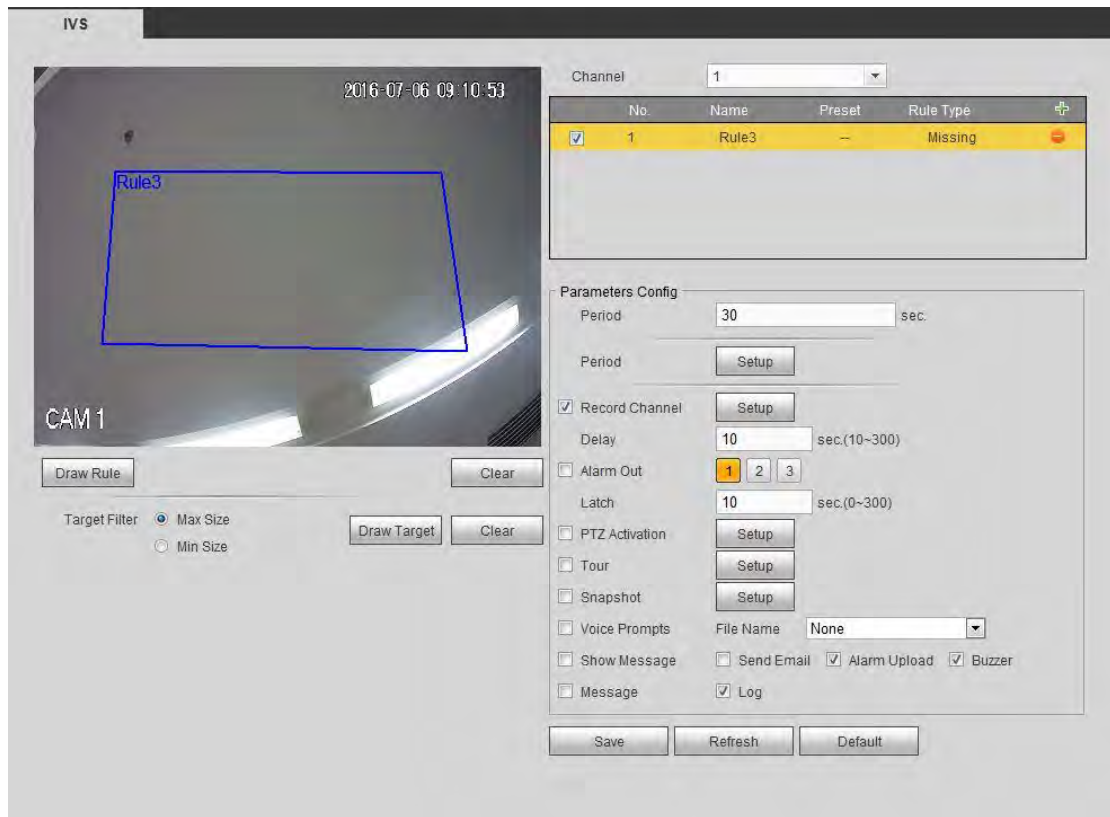 IVS
2016-07-06 09:10:53
Rule3
CAM 1
Draw Rule Clear
Target Filter Max Size
Min Size
Draw Target Clear
Channel 1
No. Name Preset Rule Type
1 Rule3 — Missing
Parameters Config
Period 30 sec.
Period Setup
Record Channel Setup
Delay 10 sec.(10~300)
Alarm Out 1 2 3
Latch 10 sec.(0~300)
PTZ Activation Setup
Tour Setup
Snapshot Setup
Voice Prompts File Name None
Show Message Send Email Alarm Upload Buzzer
Message Log
Save Refresh Default